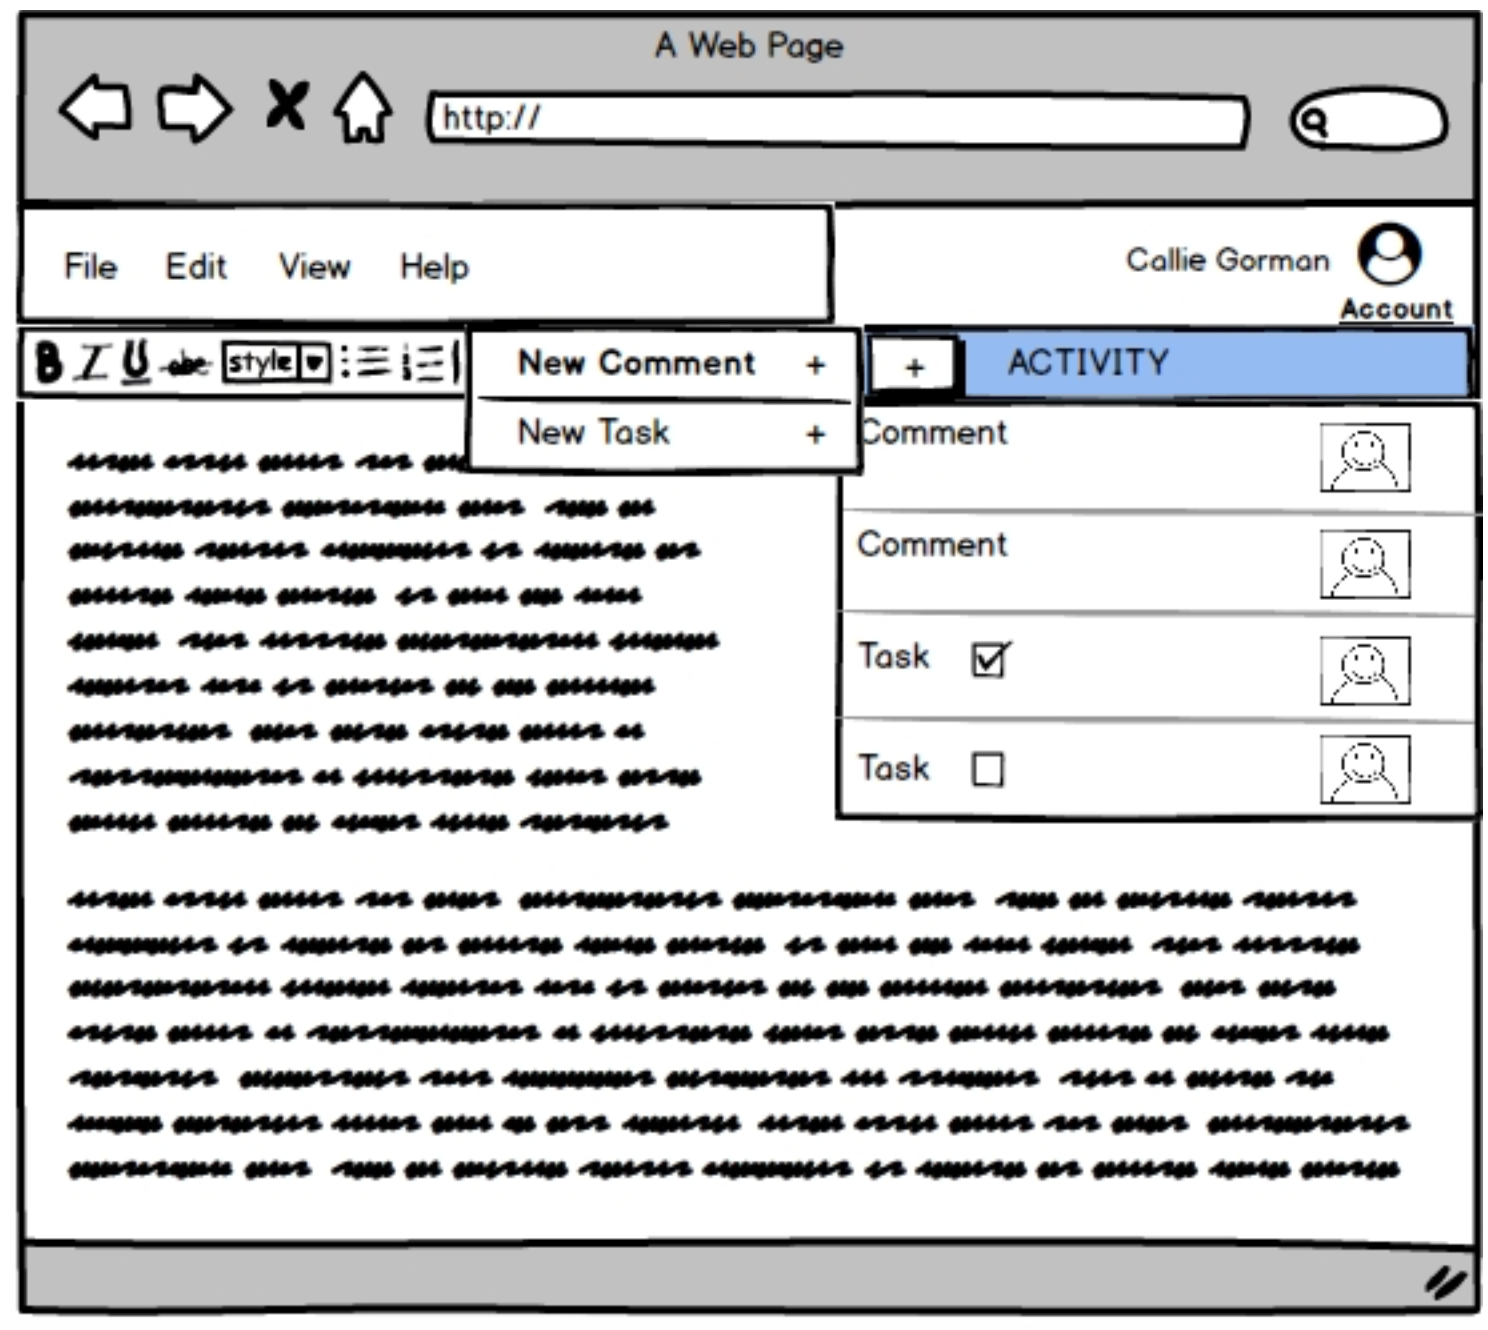 A Web Page
http://
File Edit View Help
Callie Gorman
Account
B I U abc style
New Comment +
New Task +
+ ACTIVITY
Comment
Comment
Task
Task